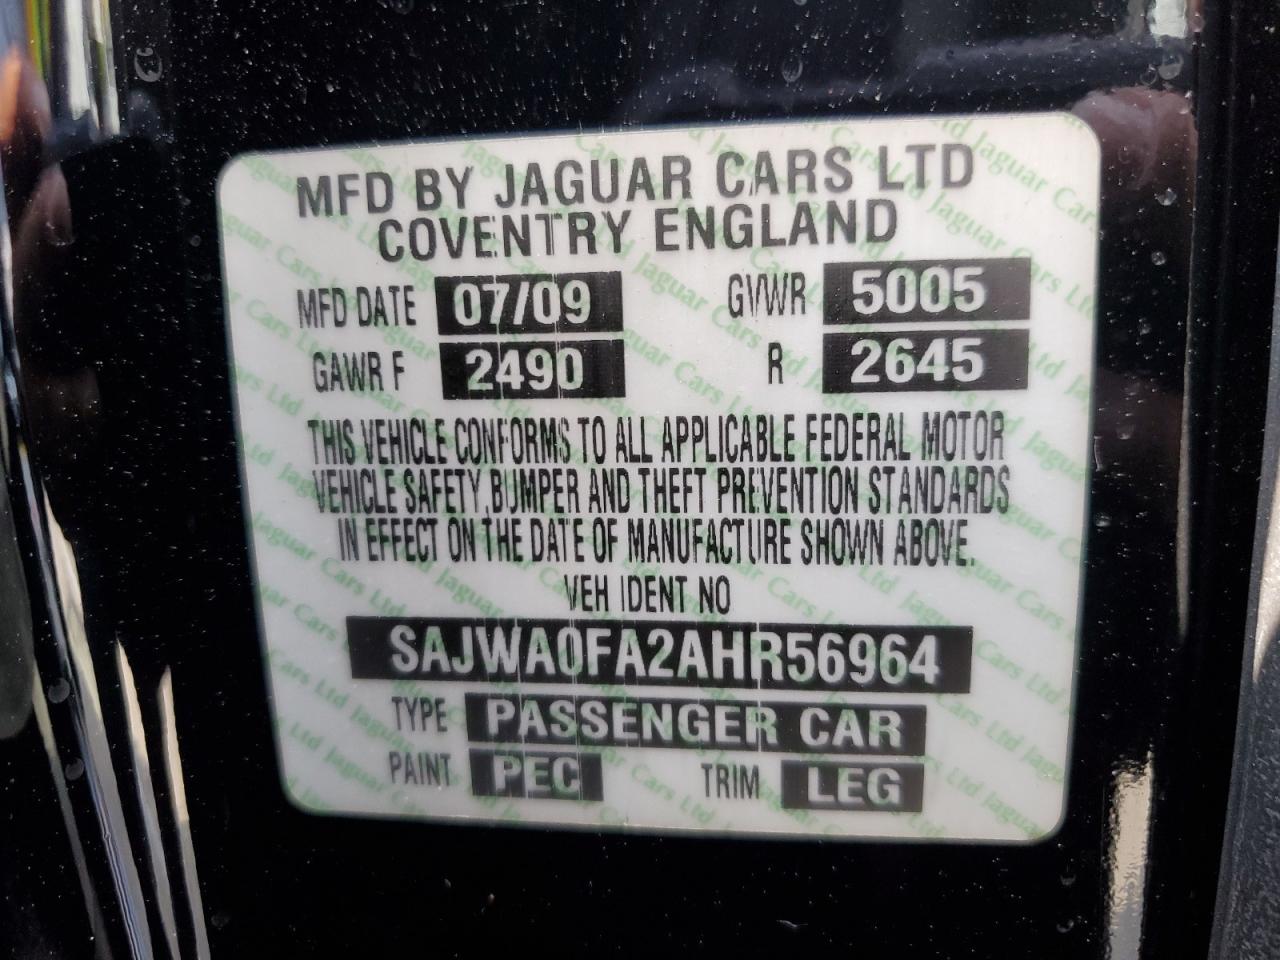 MFD BY JAGUAR CARS LTD
COVENTRY ENGLAND
MFD DATE 07/09 GVWR 5005
GAWR F 2490 R 2645
THIS VEHICLE CONFORMS TO ALL APPLICABLE FEDERAL MOTOR
VEHICLE SAFETY, BUMPER AND THEFT PREVENTION STANDARDS
IN EFFECT ON THE DATE OF MANUFACTURE SHOWN ABOVE.
VEH IDENT NO
SAJWA0FA2AHR56964
TYPE PASSENGER CAR
PAINT PEC TRIM LEG